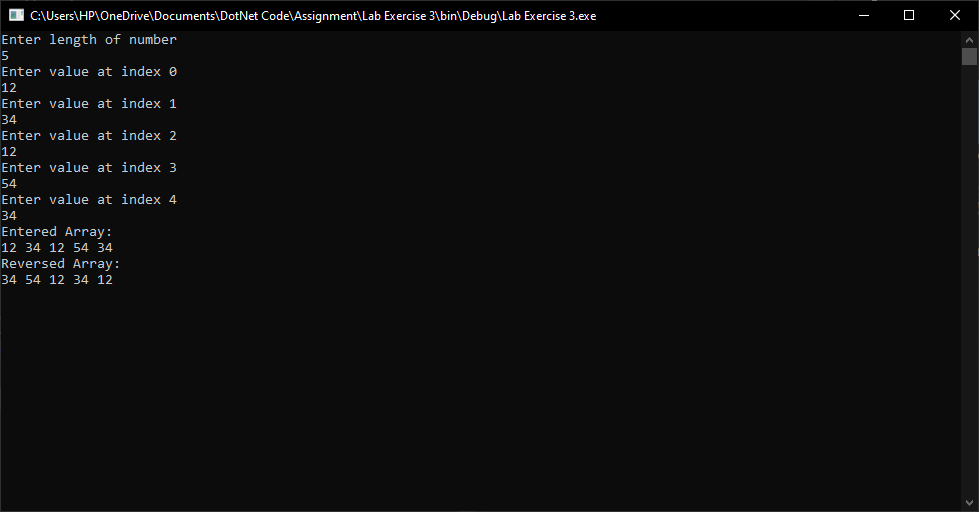 C:\Users\HP\OneDrive\Documents\DotNet Code\Assignment\Lab Exercise 3\bin\Debug\Lab Exercise 3.exe
Enter length of number
5
Enter value at index 0
12
Enter value at index 1
34
Enter value at index 2
12
Enter value at index 3
54
Enter value at index 4
34
Entered Array:
12 34 12 54 34
Reversed Array:
34 54 12 34 12